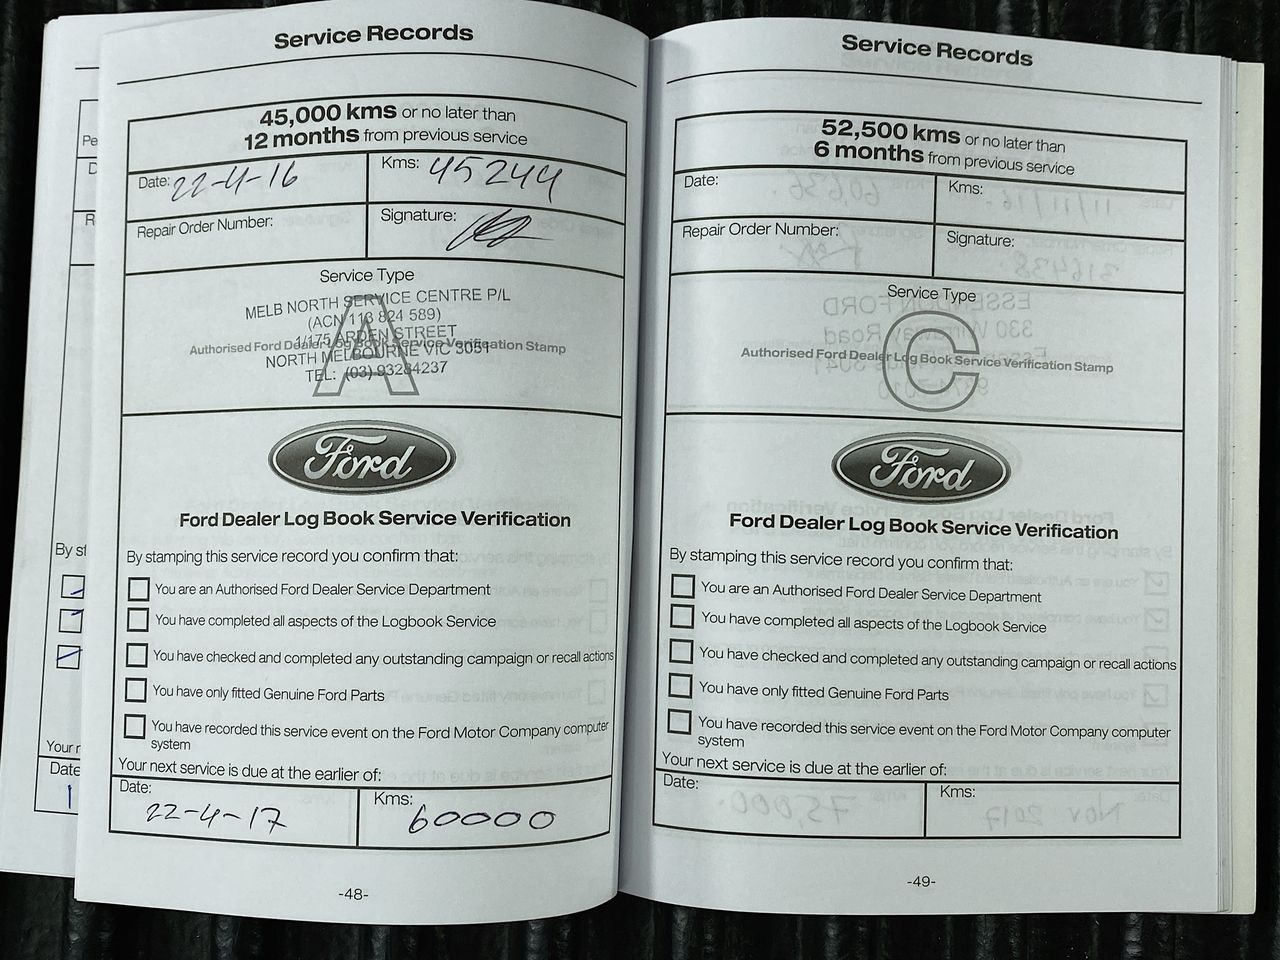 Service Records
45,000 kms or no later than
12 months from previous service
Date: 22-4-16
Kms: 45244
Repair Order Number:
Signature:
Service Type
A
MELB NORTH SERVICE CENTRE P/L
(ACN 113 824 589)
1/175 ARDEN STREET
Authorised Ford Dealer Log Book Service Verification Stamp
NORTH MELBOURNE VIC 3051
TEL: (03) 93284237
Ford
Ford Dealer Log Book Service Verification
By stamping this service record you confirm that:
You are an Authorised Ford Dealer Service Department
You have completed all aspects of the Logbook Service
You have checked and completed any outstanding campaign or recall actions
You have only fitted Genuine Ford Parts
You have recorded this service event on the Ford Motor Company computer
system
Your next service is due at the earlier of:
Date: 22-4-17
Kms: 60000
-48-
Service Records
52,500 kms or no later than
6 months from previous service
Date:
Kms:
Repair Order Number:
Signature:
Service Type
C
Authorised Ford Dealer Log Book Service Verification Stamp
Ford
Ford Dealer Log Book Service Verification
By stamping this service record you confirm that:
You are an Authorised Ford Dealer Service Department
You have completed all aspects of the Logbook Service
You have checked and completed any outstanding campaign or recall actions
You have only fitted Genuine Ford Parts
You have recorded this service event on the Ford Motor Company computer
system
Your next service is due at the earlier of:
Date:
Kms:
-49-